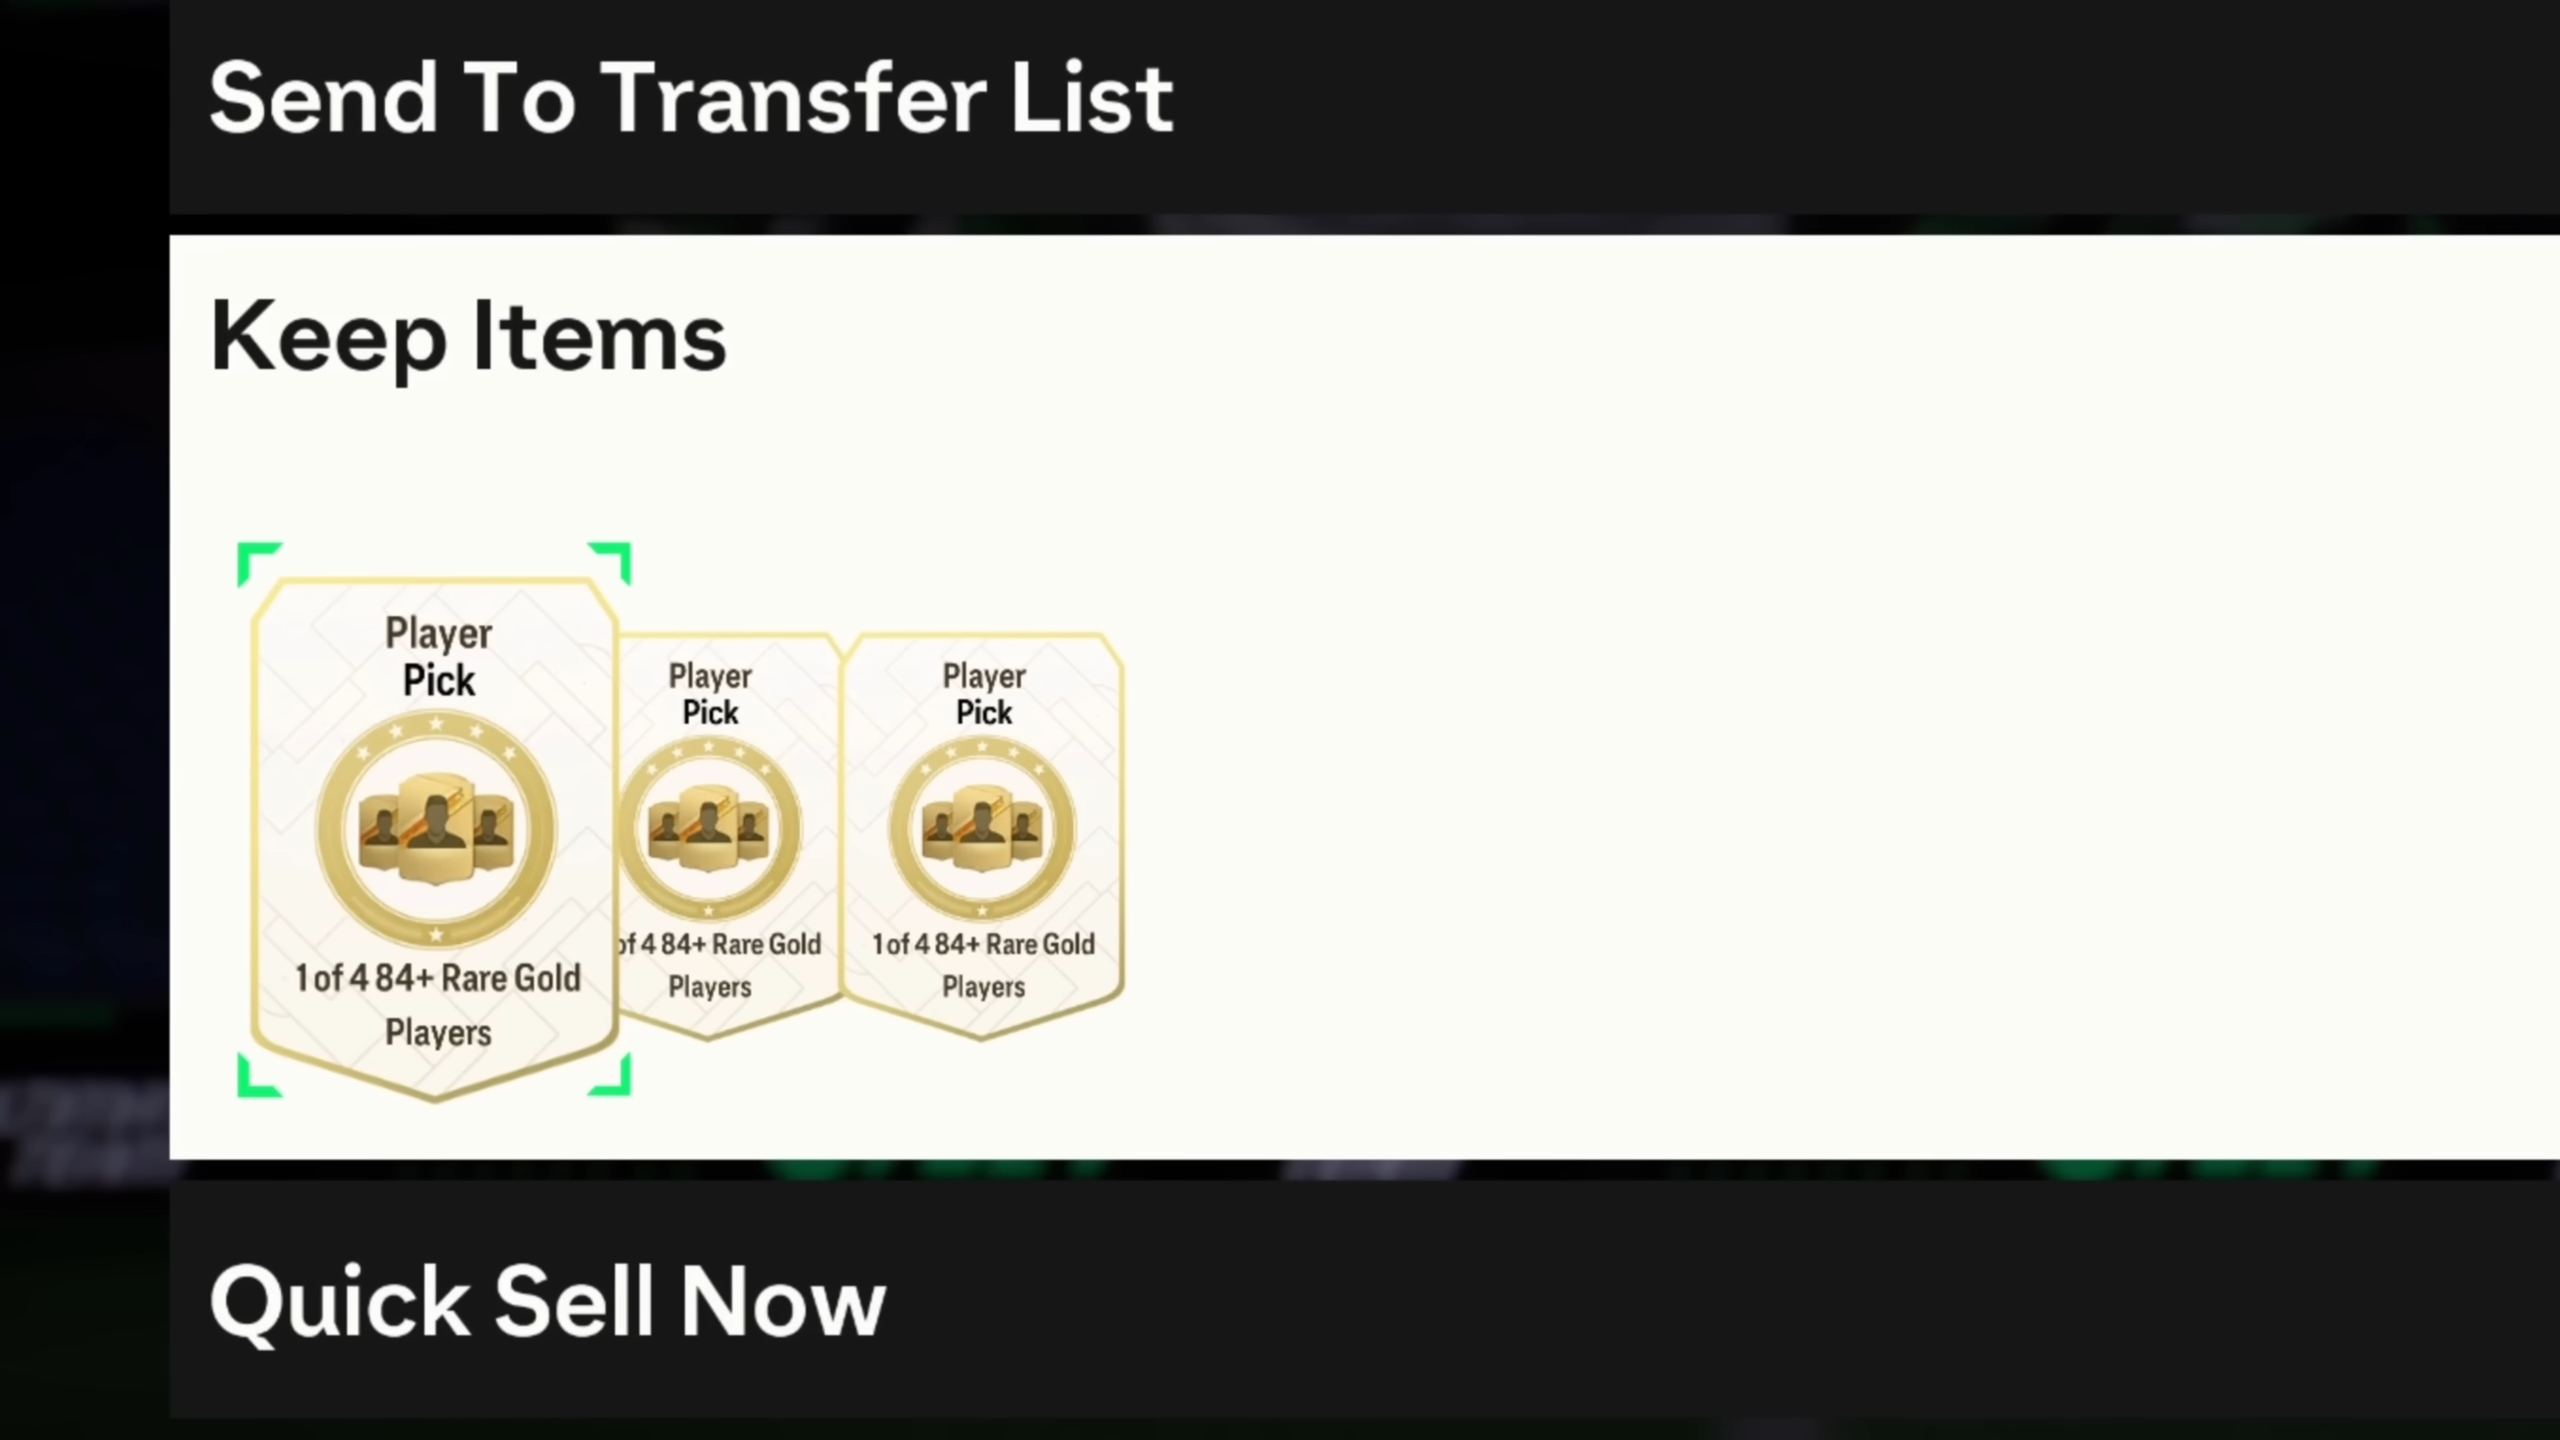 Send To Transfer List
Keep Items
Player
Pick
1 of 4 84+ Rare Gold
Players
Player
Pick
of 4 84+ Rare Gold
Players
Player
Pick
1 of 4 84+ Rare Gold
Players
TEAM
Quick Sell Now